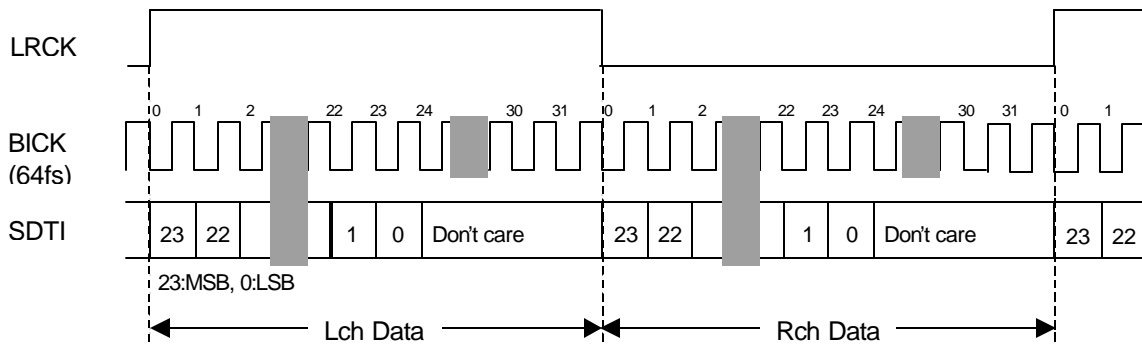 LRCK
0 1 2 22 23 24 30 31 0 1 2 22 23 24 30 31 0 1
BICK
(64fs)
SDTI 23 22 1 0 Don't care 23 22 1 0 Don't care 23 22
23:MSB, 0:LSB
Lch Data Rch Data